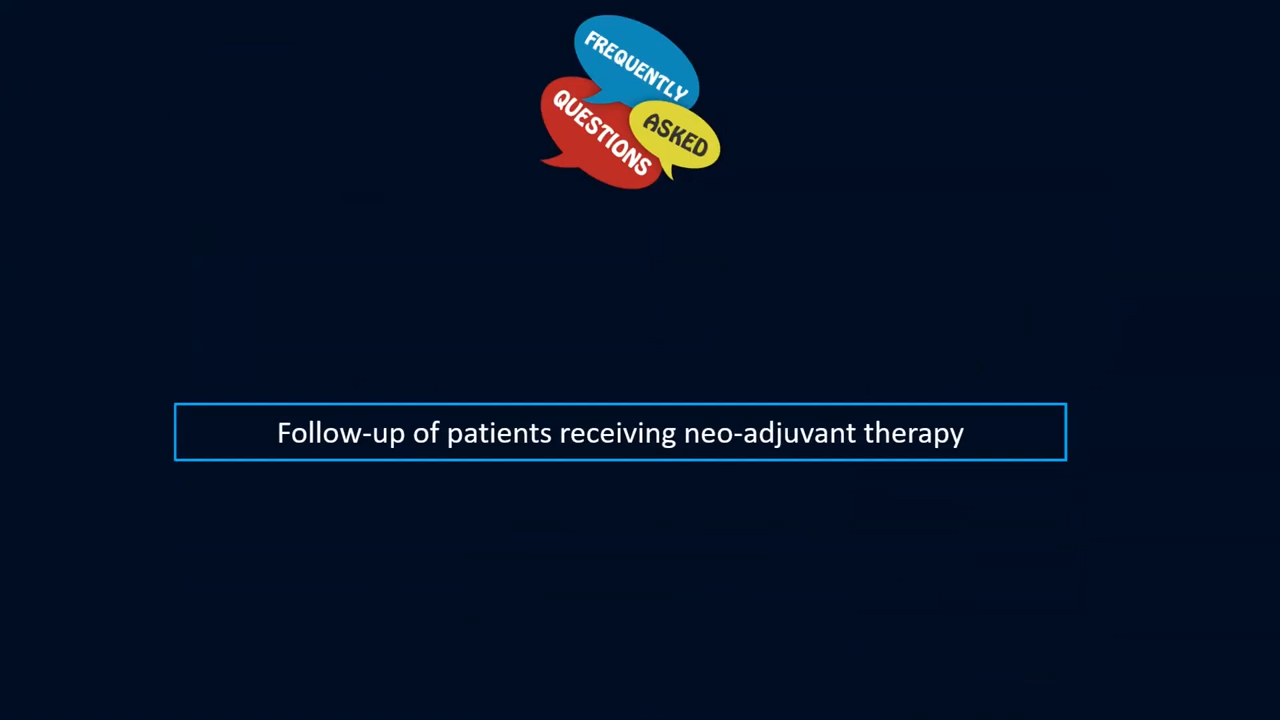 FREQUENTLY
ASKED
QUESTIONS
Follow-up of patients receiving neo-adjuvant therapy